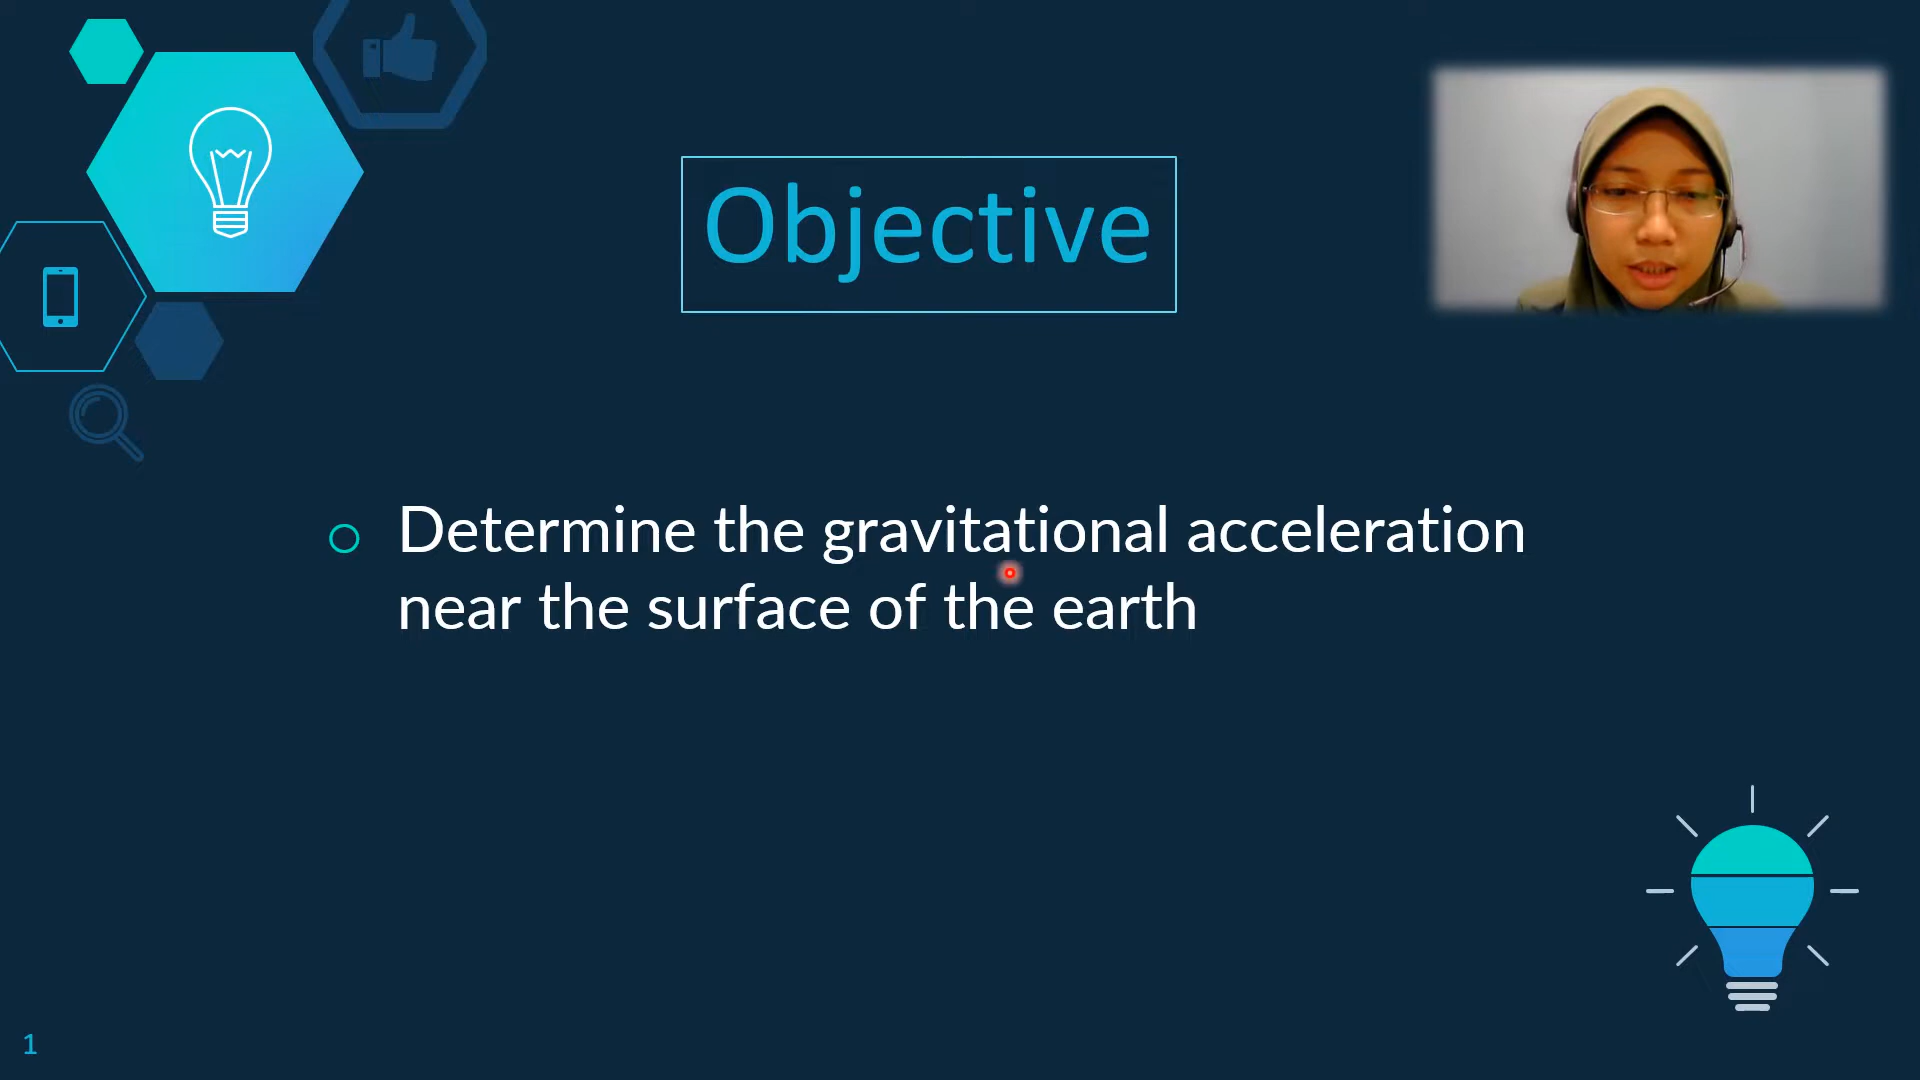 Objective
Determine the gravitational acceleration
near the surface of the earth
1